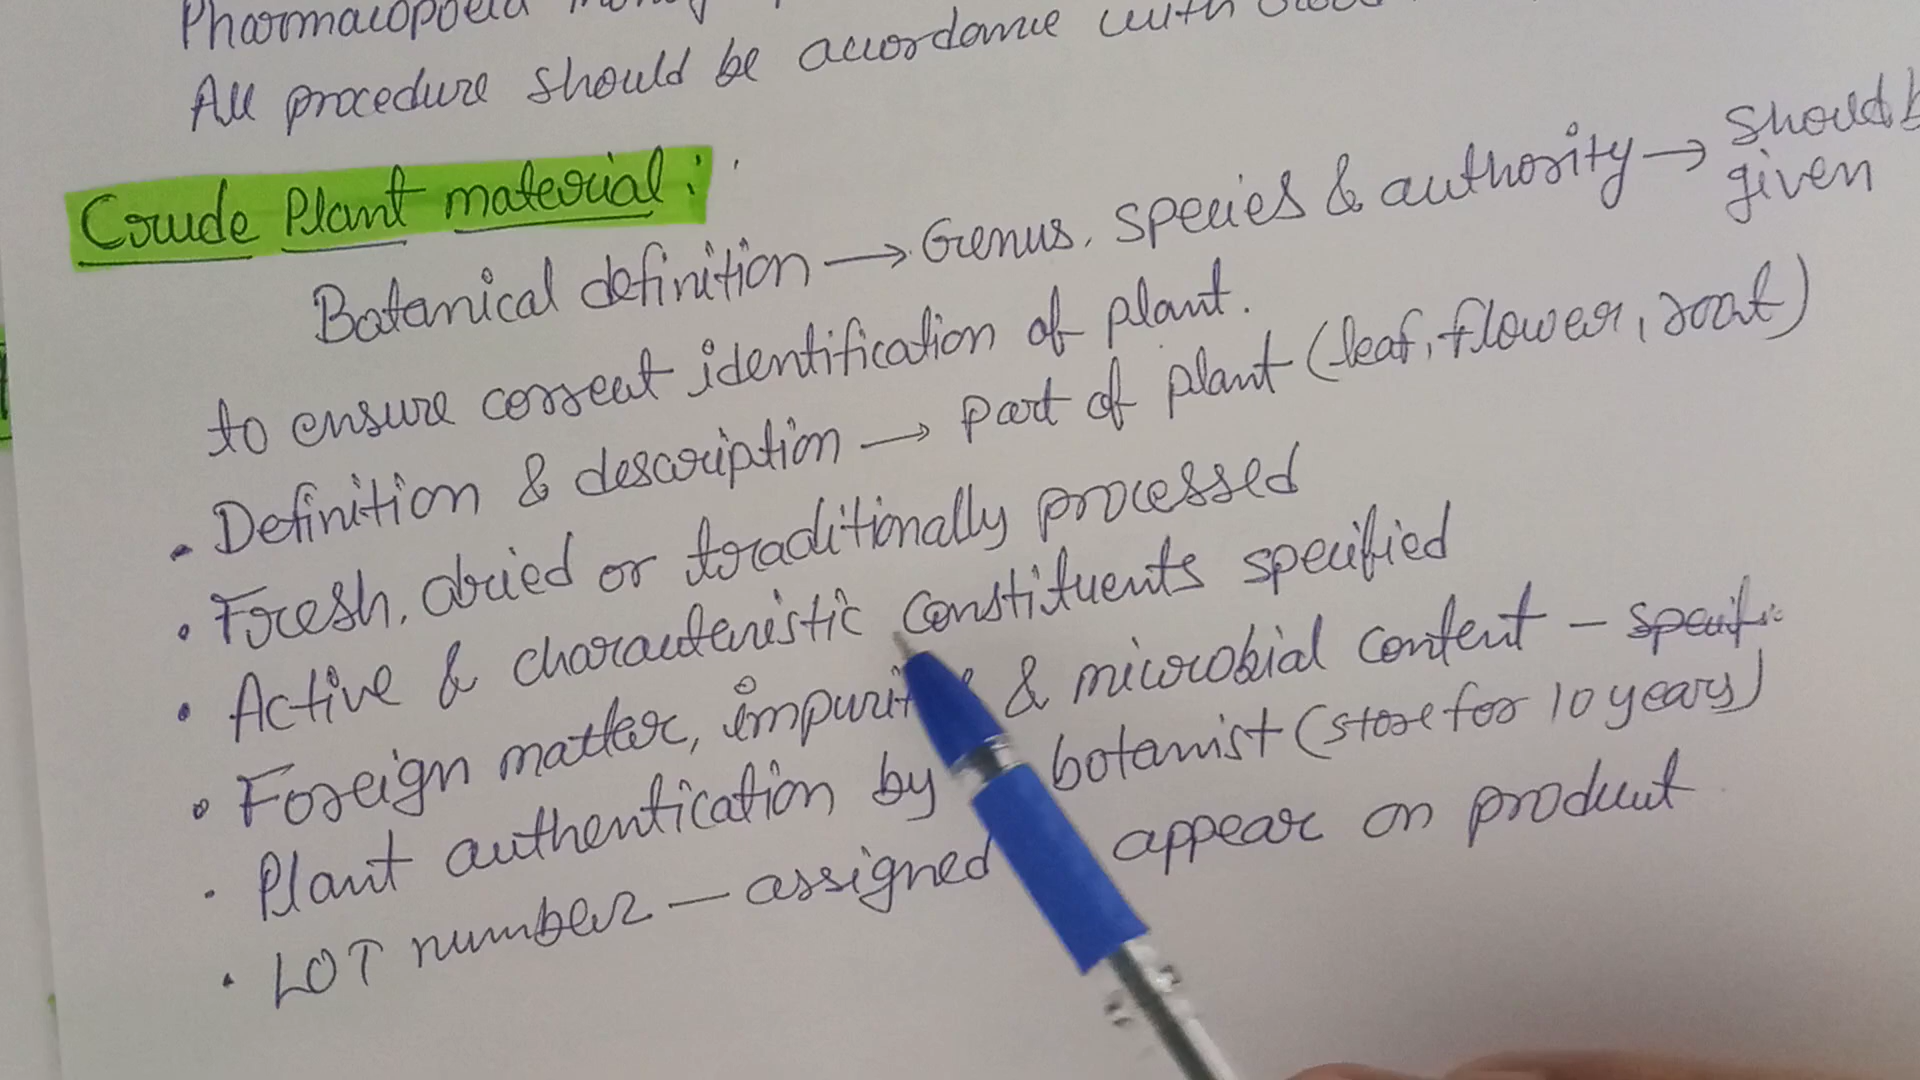 Pharmacopoeia
All procedure should be accordance with
Crude Plant material:
Botanical definition → Genus, species & authority → should be given
to ensure correct identification of plant.
• Definition & description → part of plant (leaf, flower, root)
• Fresh, dried or traditionally processed
• Active & characteristic constituents specified
• Foreign matter, & microbial content –
• Plant authentication by botanist (store for 10 years)
• LOT number – assigned appear on product